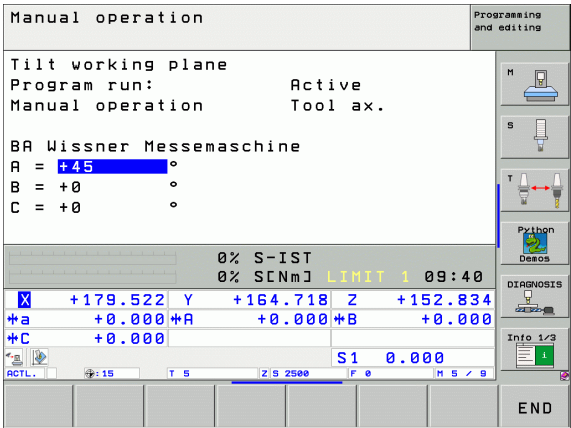 Manual operation
Programming
and editing
Tilt working plane
Program run: Active
Manual operation Tool ax.
BA Wissner Messemaschine
A = +45 °
B = +0 °
C = +0 °
0% S-IST
0% S[Nm] LIMIT 1 09:40
X +179.522 Y +164.718 Z +152.834
a +0.000 A +0.000 B +0.000
C +0.000
S1 0.000
ACTL. : 15 T 5 Z S 2500 F 0 M 5 / 9
M
S
T
Python
Demos
DIAGNOSIS
Info 1/3
i
END